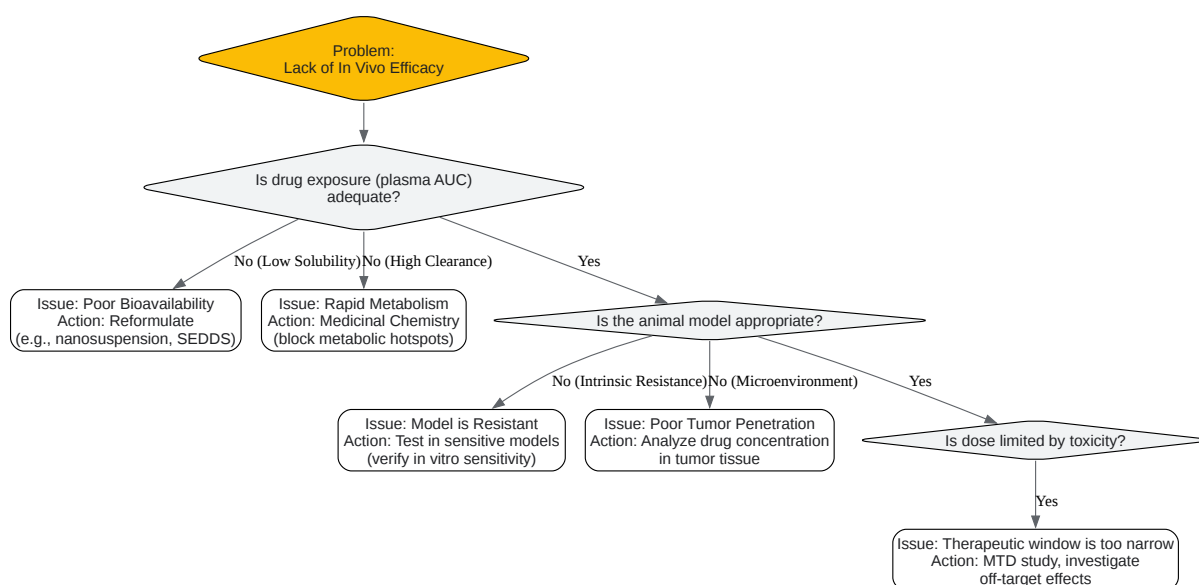 Problem:
Lack of In Vivo Efficacy
Is drug exposure (plasma AUC)
adequate?
No (Low Solubility)
No (High Clearance)
Yes
Issue: Poor Bioavailability
Action: Reformulate
(e.g., nanosuspension, SEDDS)
Issue: Rapid Metabolism
Action: Medicinal Chemistry
(block metabolic hotspots)
Is the animal model appropriate?
No (Intrinsic Resistance)
No (Microenvironment)
Yes
Issue: Model is Resistant
Action: Test in sensitive models
(verify in vitro sensitivity)
Issue: Poor Tumor Penetration
Action: Analyze drug concentration
in tumor tissue
Is dose limited by toxicity?
Yes
Issue: Therapeutic window is too narrow
Action: MTD study, investigate
off-target effects